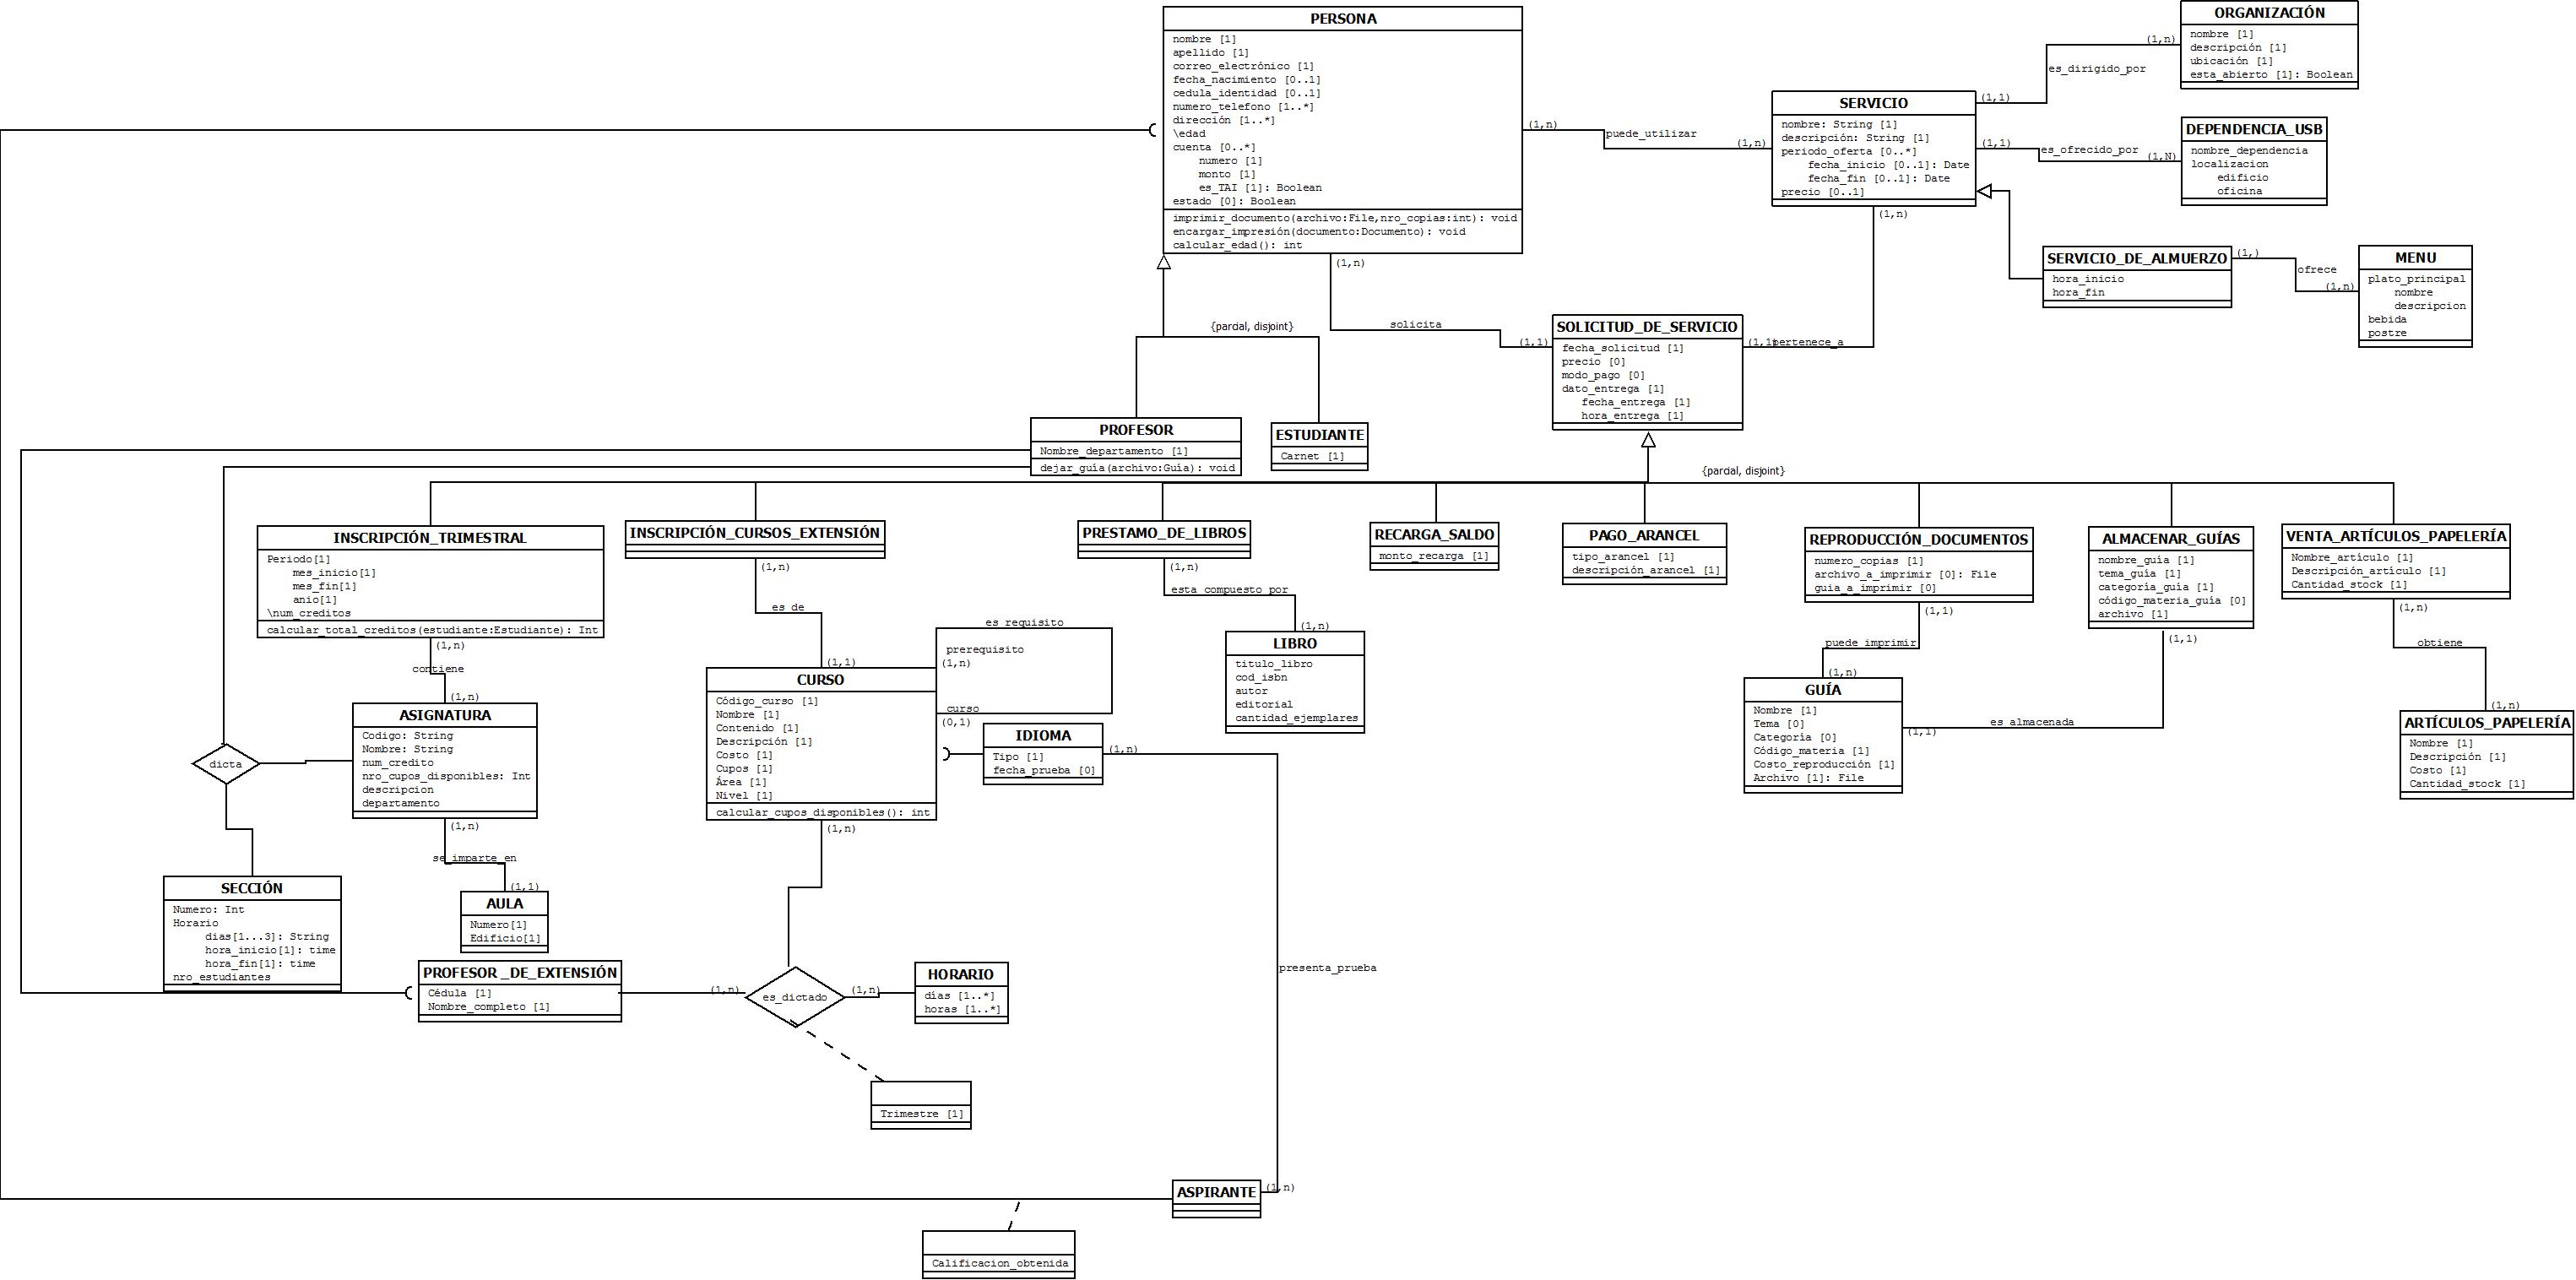 PERSONA
nombre [1]
apellido [1]
correo_electrónico [1]
fecha_nacimiento [0..1]
cedula_identidad [0..1]
numero_telefono [1..*]
dirección [1..*]
\edad
cuenta [0..*]
numero [1]
monto [1]
es_TAI [1]: Boolean
estado [0]: Boolean
imprimir_documento(archivo:File,nro_copias:int): void
encargar_impresión(documento:Documento): void
calcular_edad(): int
(1,n)
puede_utilizar
(1,n)
SERVICIO
nombre: String [1]
descripción: String [1]
periodo_oferta [0..*]
fecha_inicio [0..1]: Date
fecha_fin [0..1]: Date
precio [0..1]
(1,1)
es_dirigido_por
(1,n)
ORGANIZACIÓN
nombre [1]
descripción [1]
ubicación [1]
esta_abierto [1]: Boolean
(1,1)
es_ofrecido_por
(1,N)
DEPENDENCIA_USB
nombre_dependencia
localizacion
edificio
oficina
SERVICIO_DE_ALMUERZO
hora_inicio
hora_fin
(1,)
ofrece
(1,n)
MENU
plato_principal
nombre
descripcion
bebida
postre
(1,n)
solicita
(1,1)
SOLICITUD_DE_SERVICIO
fecha_solicitud [1]
precio [0]
modo_pago [0]
dato_entrega [1]
fecha_entrega [1]
hora_entrega [1]
(1,1)
pertenece_a
(1,n)
{parcial, disjoint}
PROFESOR
Nombre_departamento [1]
dejar_guía(archivo:Guía): void
ESTUDIANTE
Carnet [1]
{parcial, disjoint}
INSCRIPCIÓN_TRIMESTRAL
Periodo[1]
mes_inicio[1]
mes_fin[1]
anio[1]
\num_creditos
calcular_total_creditos(estudiante:Estudiante): Int
(1,n)
contiene
(1,n)
INSCRIPCIÓN_CURSOS_EXTENSIÓN
(1,n)
es de
(1,1)
PRESTAMO_DE_LIBROS
(1,n)
esta_compuesto_por
(1,n)
RECARGA_SALDO
monto_recarga [1]
PAGO_ARANCEL
tipo_arancel [1]
descripción_arancel [1]
REPRODUCCIÓN_DOCUMENTOS
numero_copias [1]
archivo_a_imprimir [0]: File
guia_a_imprimir [0]
(1,1)
puede_imprimir
(1,n)
ALMACENAR_GUÍAS
nombre_guía [1]
tema_guía [1]
categoría_guía [1]
código_materia_guía [0]
archivo [1]
(1,1)
es_almacenada
(1,1)
VENTA_ARTÍCULOS_PAPELERÍA
Nombre_artículo [1]
Descripción_artículo [1]
Cantidad_stock [1]
(1,n)
obtiene
(1,n)
ASIGNATURA
Codigo: String
Nombre: String
num_credito
nro_cupos_disponibles: Int
descripcion
departamento
(1,n)
se_imparte_en
(1,1)
dicta
CURSO
Código_curso [1]
Nombre [1]
Contenido [1]
Descripción [1]
Costo [1]
Cupos [1]
Área [1]
Nivel [1]
calcular_cupos_disponibles(): int
(1,n)
es_requisito
prerequisito
(1,n)
curso
(0,1)
IDIOMA
Tipo [1]
fecha_prueba [0]
(1,n)
LIBRO
titulo_libro
cod_isbn
autor
editorial
cantidad_ejemplares
GUÍA
Nombre [1]
Tema [0]
Categoría [0]
Código_materia [1]
Costo_reproducción [1]
Archivo [1]: File
ARTÍCULOS_PAPELERÍA
Nombre [1]
Descripción [1]
Costo [1]
Cantidad_stock [1]
SECCIÓN
Numero: Int
Horario
dias[1...3]: String
hora_inicio[1]: time
hora_fin[1]: time
nro_estudiantes
AULA
Numero[1]
Edificio[1]
PROFESOR _DE_EXTENSIÓN
Cédula [1]
Nombre_completo [1]
(1,n)
es_dictado
(1,n)
HORARIO
días [1..*]
horas [1..*]
presenta_prueba
Trimestre [1]
ASPIRANTE
(1,n)
Calificacion_obtenida